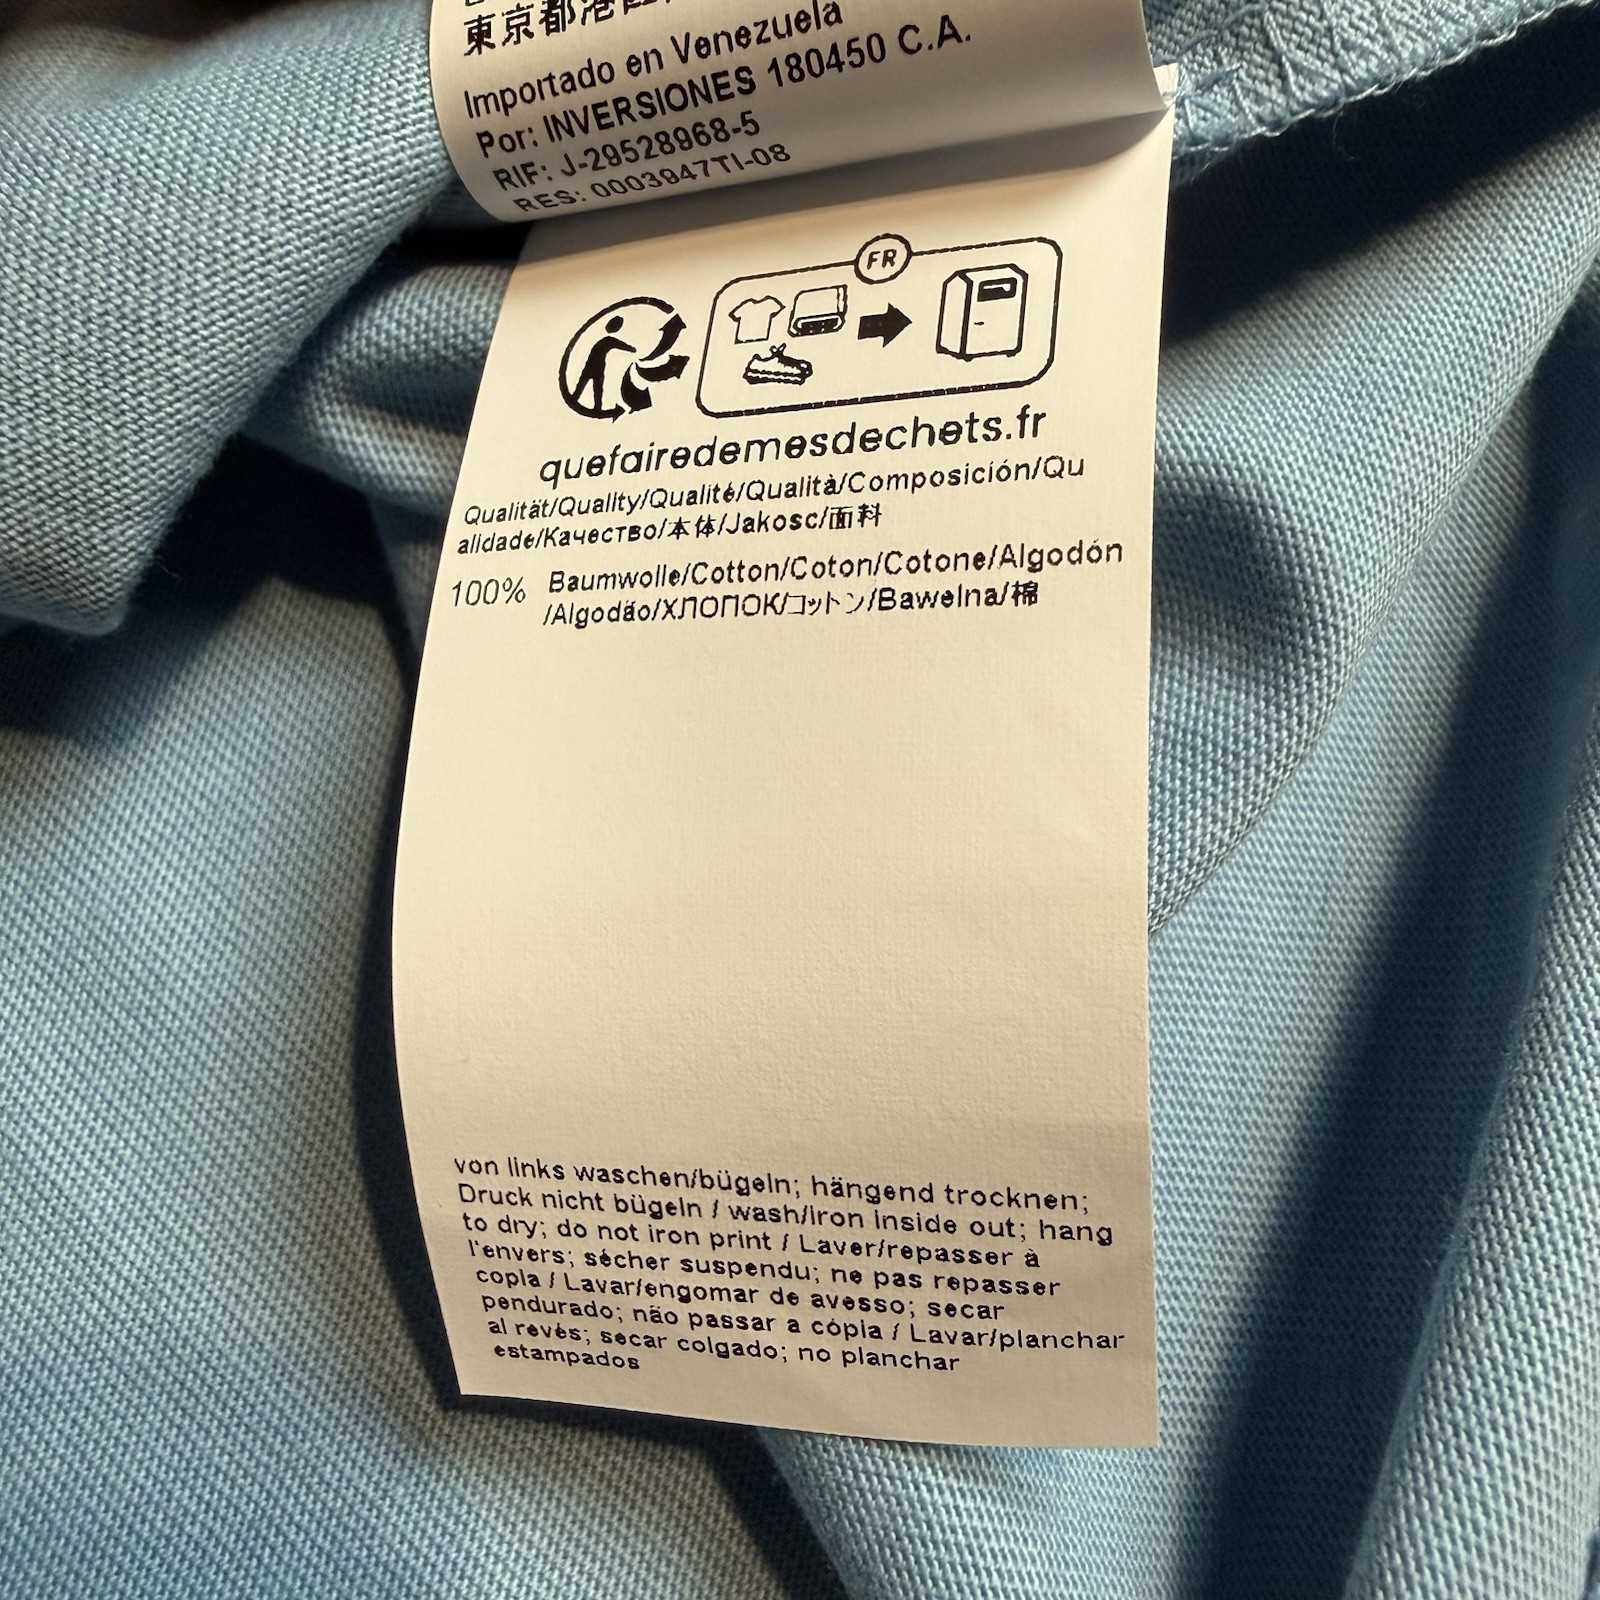 東京都港区
Importado en Venezuela
Por: INVERSIONES 180450 C.A.
RIF: J-29528968-5
RES: 0003947TI-08
FR
quefairedemesdechets.fr
Qualität/Quality/Qualité/Qualità/Composición/Qu
alidade/Качество/本体/Jakosc/面料
100% Baumwolle/Cotton/Coton/Cotone/Algodón
/Algodão/ХЛОПОК/コットン/Bawelna/棉
von links waschen/bügeln; hängend trocknen;
Druck nicht bügeln / wash/iron inside out; hang
to dry; do not iron print / Laver/repasser à
l'envers; sécher suspendu; ne pas repasser
copia / Lavar/engomar de avesso; secar
pendurado; não passar a cópia / Lavar/planchar
al revés; secar colgado; no planchar
estampados